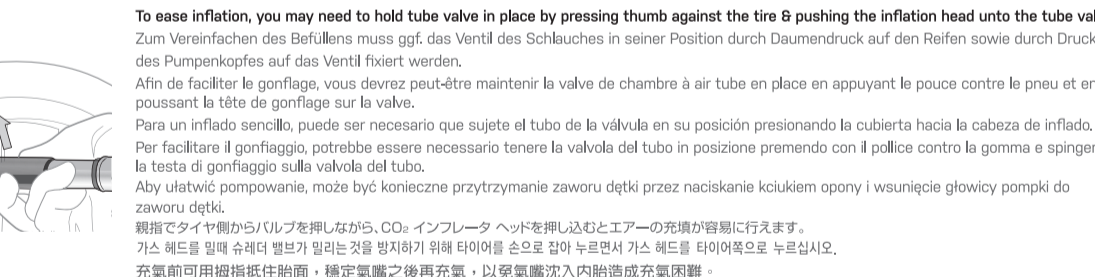 To ease inflation, you may need to hold tube valve in place by pressing thumb against the tire & pushing the inflation head unto the tube
Zum Vereinfachen des Befüllens muss ggf. das Ventil des Schlauches in seiner Position durch Daumendruck auf den Reifen sowie durch Druck
des Pumpenkopfes auf das Ventil fixiert werden.
Afin de faciliter le gonflage, vous devrez peut-être maintenir la valve de chambre à air tube en place en appuyant le pouce contre le pneu et en
poussant la tête de gonflage sur la valve.
Para un inflado sencillo, puede ser necesario que sujete el tubo de la válvula en su posición presionando la cubierta hacia la cabeza de inflado.
Per facilitare il gonfiaggio, potrebbe essere necessario tenere la valvola del tubo in posizione premendo con il pollice contro la gomma e
la testa di gonfiaggio sulla valvola del tubo.
Aby ułatwić pompowanie, może być konieczne przytrzymanie zaworu dętki przez naciskanie kciukiem opony i wsunięcie głowicy pompki do
zaworu dętki.
親指でタイヤ側からバルブを押しながら、CO₂ インフレータ ヘッドを押し込むとエアーの充填が容易に行えます。
가스 헤드를 밀때 슈레더 밸브가 밀리는것을 방지하기 위해 타이어를 손으로 잡아 누르면서 가스 헤드를 타이어쪽으로 누르십시오.
充氣前可用拇指抵住胎面，穩定氣嘴之後再充氣，以免氣嘴沈入內胎造成充氣困難。